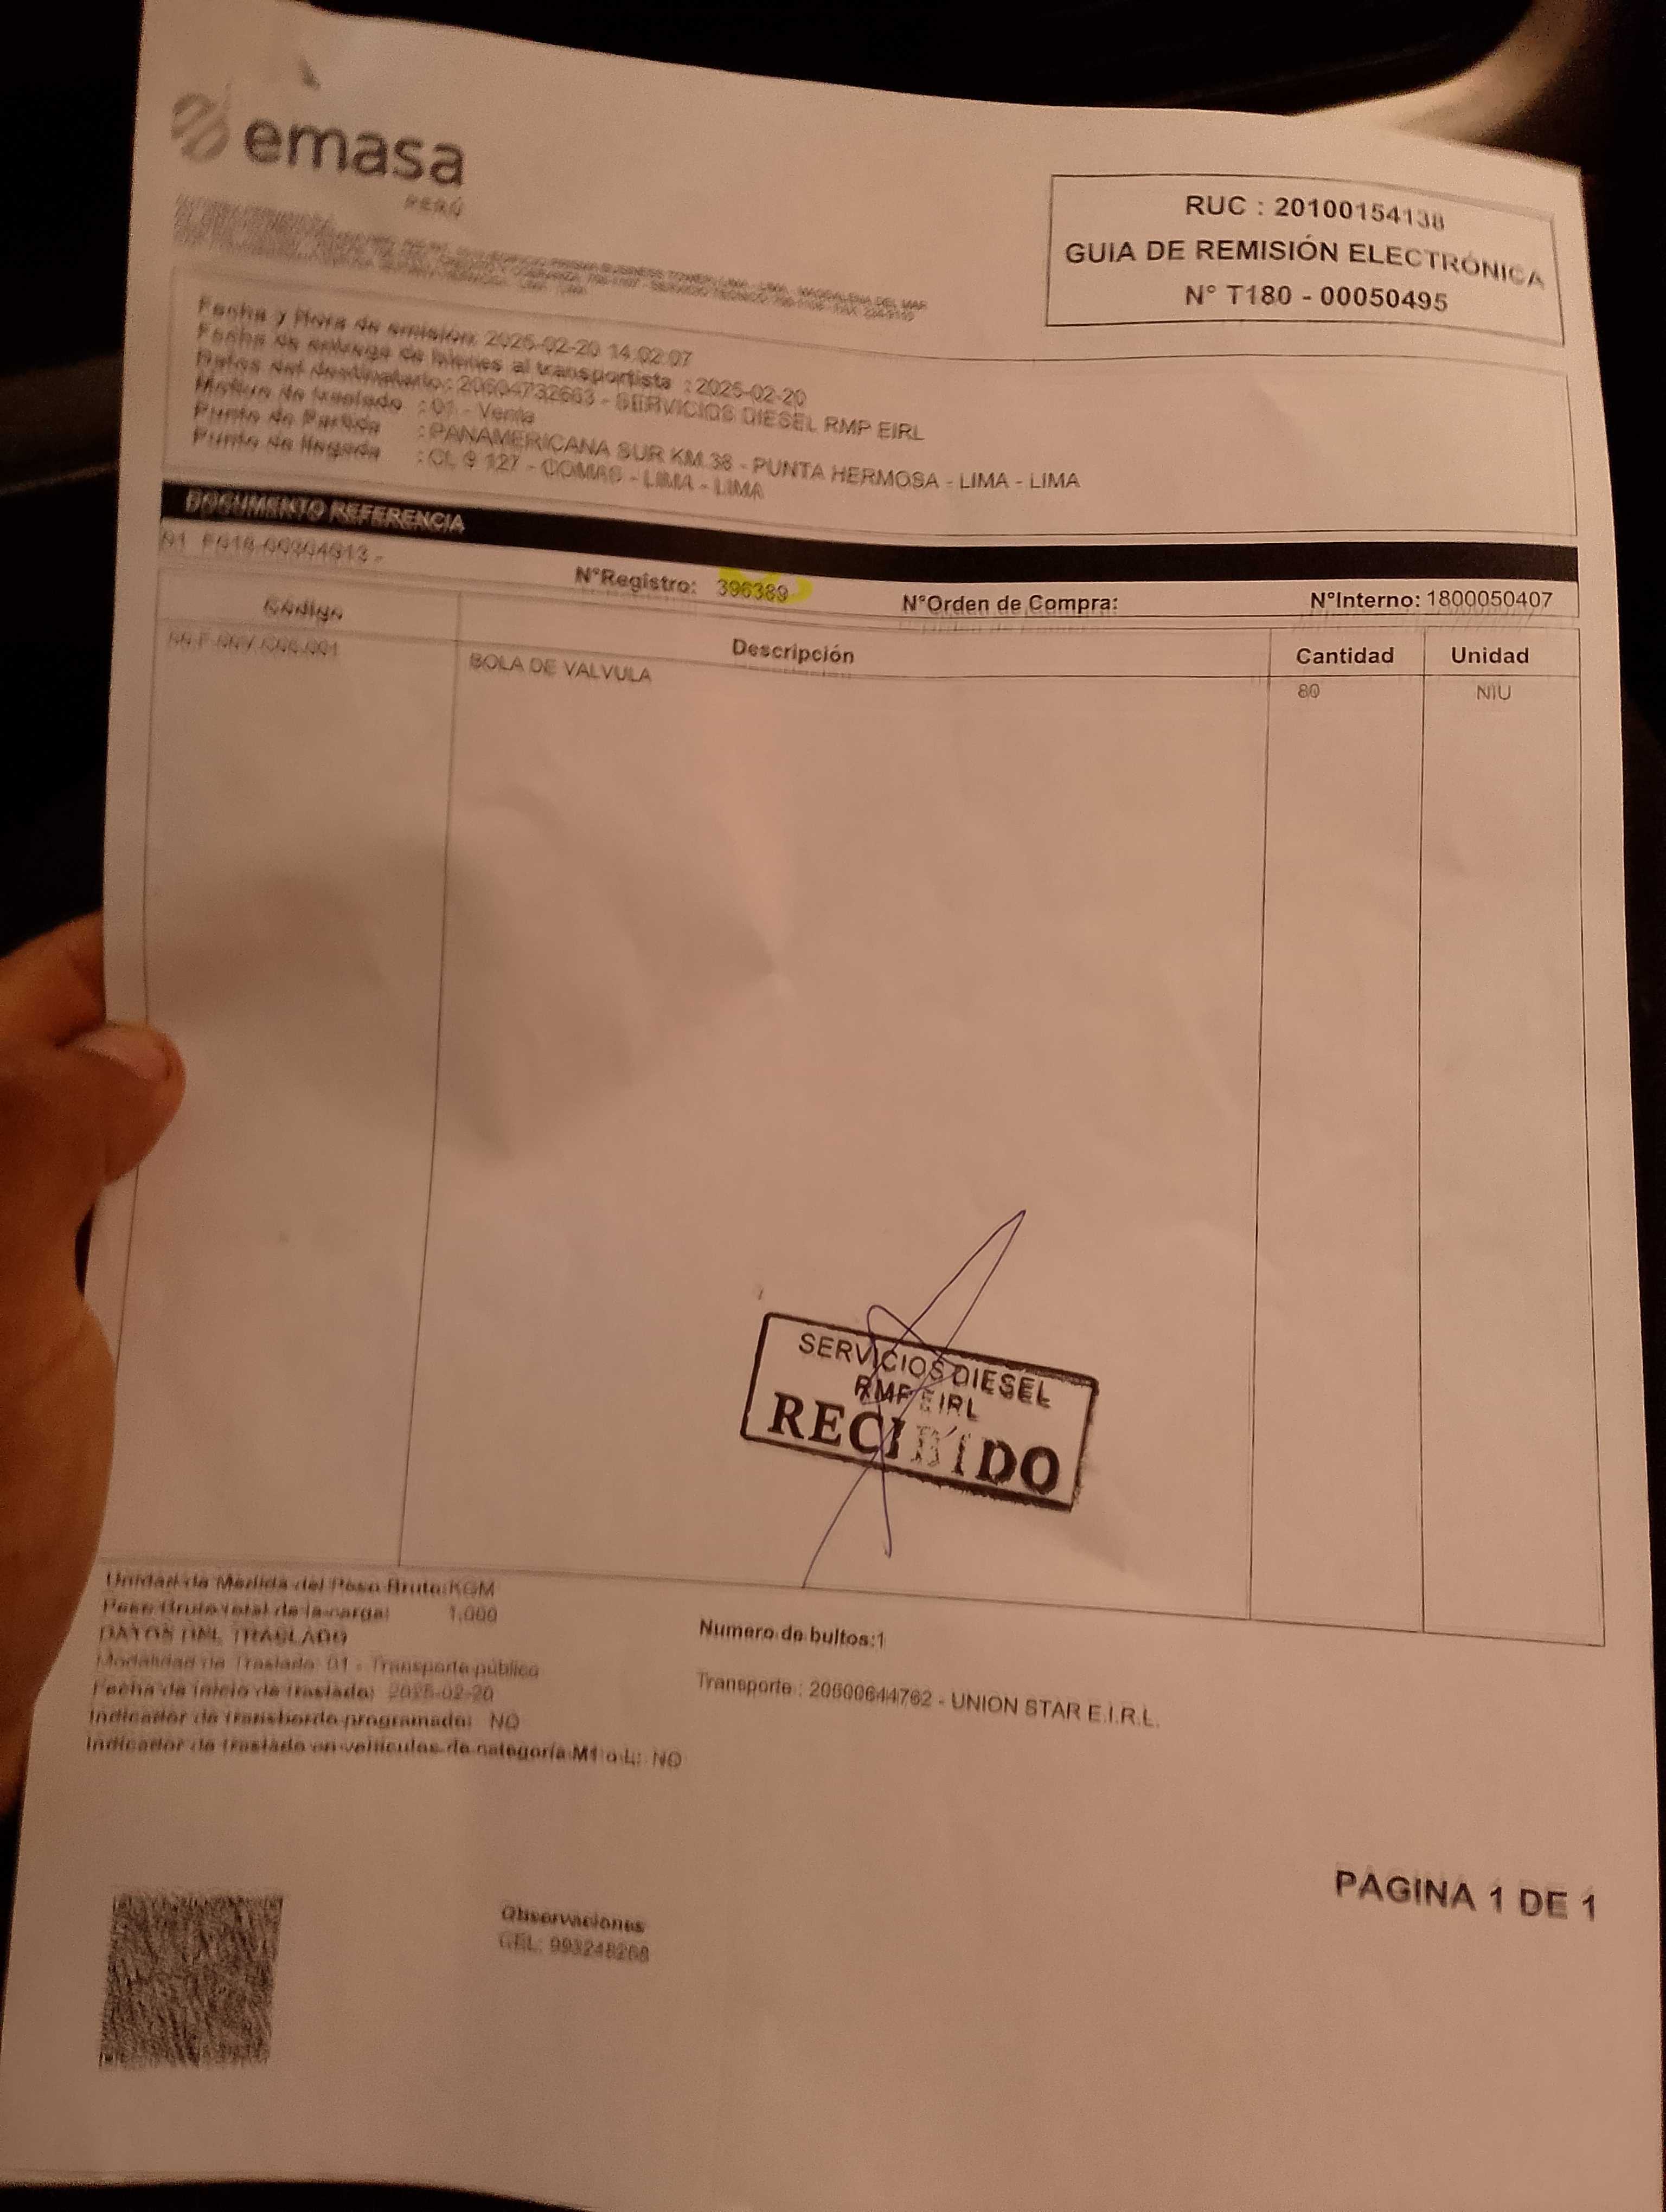 emasa
PERÚ
RUC : 20100154138
GUIA DE REMISIÓN ELECTRÓNICA
N° T180 - 00050495
Fecha y Hora de emisión: 2025-02-20 14:02:07
Fecha de entrega de bienes al transportista : 2025-02-20
Datos del destinatario : 20604732663 - SERVICIOS DIESEL RMP EIRL
Motivo de traslado : 01 - Venta
Punto de Partida : PANAMERICANA SUR KM.38 - PUNTA HERMOSA - LIMA - LIMA
Punto de llegada : CL 9 127 - COMAS - LIMA - LIMA
DOCUMENTO REFERENCIA
N°Registro: 396389 N°Orden de Compra: N°Interno: 1800050407
Código Descripción Cantidad Unidad
BOLA DE VALVULA 80 NIU
SERVICIOS DIESEL
RMP EIRL
RECIBIDO
Unidad de Medida del Peso Bruto:KGM
Peso Bruto total de la carga: 1,000 Numero de bultos:1
DATOS DEL TRASLADO
Modalidad de Traslado: 01 - Transporte público Transporte : 20600644762 - UNION STAR E.I.R.L.
Fecha de inicio de traslado: 2025-02-20
Indicador de transbordo programado: NO
Indicador de traslado en vehículos de categoría M1 o L: NO
PÁGINA 1 DE 1
Observaciones
CEL: 993248268